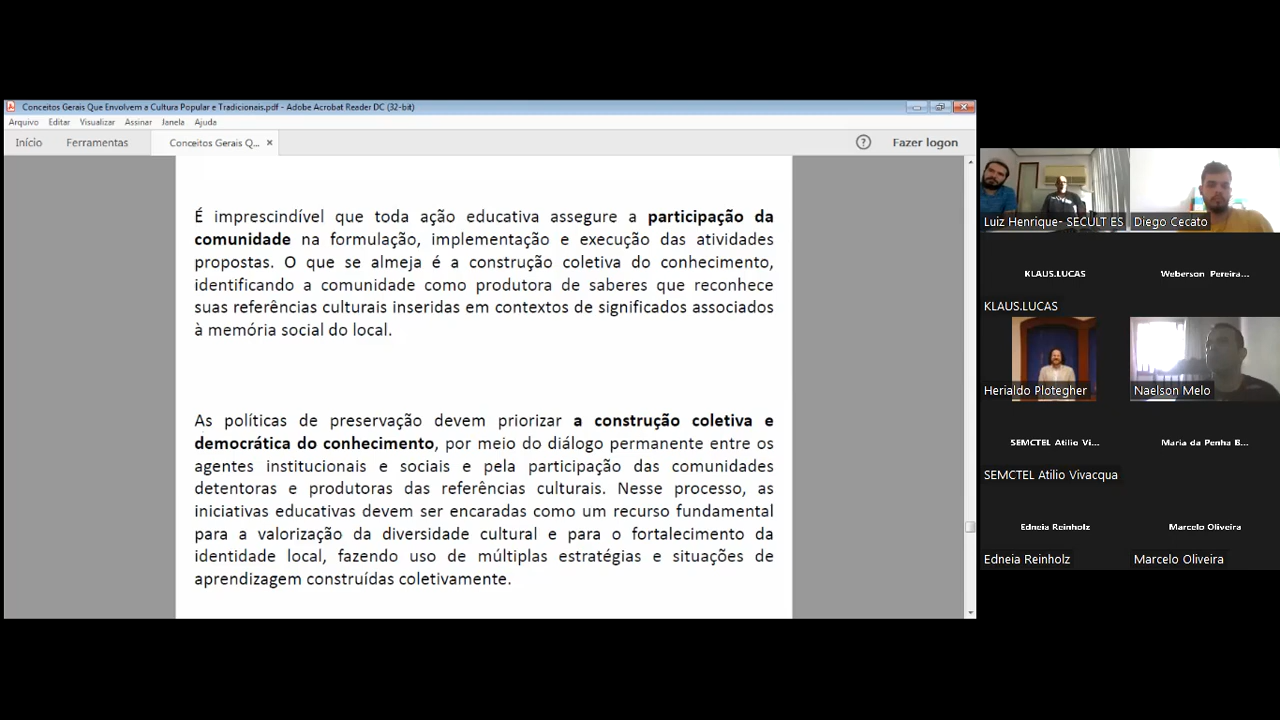 Conceitos Gerais Que Envolvem a Cultura Popular e Tradicionais.pdf - Adobe Acrobat Reader DC (32-bit)
Arquivo Editar Visualizar Assinar Janela Ajuda
Início Ferramentas Conceitos Gerais Q... × ? Fazer logon
É imprescindível que toda ação educativa assegure a participação da
comunidade na formulação, implementação e execução das atividades
propostas. O que se almeja é a construção coletiva do conhecimento,
identificando a comunidade como produtora de saberes que reconhece
suas referências culturais inseridas em contextos de significados associados
à memória social do local.
As políticas de preservação devem priorizar a construção coletiva e
democrática do conhecimento, por meio do diálogo permanente entre os
agentes institucionais e sociais e pela participação das comunidades
detentoras e produtoras das referências culturais. Nesse processo, as
iniciativas educativas devem ser encaradas como um recurso fundamental
para a valorização da diversidade cultural e para o fortalecimento da
identidade local, fazendo uso de múltiplas estratégias e situações de
aprendizagem construídas coletivamente.
Luiz Henrique- SECULT ES Diego Cecato
KLAUS.LUCAS Weberson Pereira...
KLAUS.LUCAS
Herialdo Plotegher Naelson Melo
SEMCTEL Atilio Vi... Maria da Penha B...
SEMCTEL Atilio Vivacqua
Edneia Reinholz Marcelo Oliveira
Edneia Reinholz Marcelo Oliveira